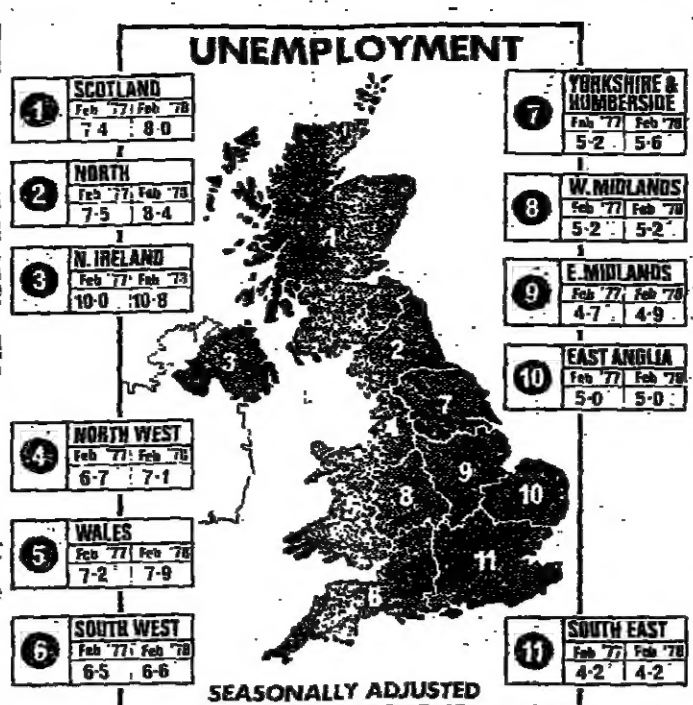 UNEMPLOYMENT
1
SCOTLAND
Feb '77 Feb '78
7·4 8·0
2
NORTH
Feb '77 Feb '78
7·5 8·4
3
N. IRELAND
Feb '77 Feb '78
10·0 10·8
4
NORTH WEST
Feb '77 Feb '78
6·7 7·1
5
WALES
Feb '77 Feb '78
7·2 7·9
6
SOUTH WEST
Feb '77 Feb '78
6·5 6·6
7
YORKSHIRE &
HUMBERSIDE
Feb '77 Feb '78
5·2 5·6
8
W. MIDLANDS
Feb '77 Feb '78
5·2 5·2
9
E. MIDLANDS
Feb '77 Feb '78
4·7 4·9
10
EAST ANGLIA
Feb '77 Feb '78
5·0 5·0
11
SOUTH EAST
Feb '77 Feb '78
4·2 4·2
1
2
3
7
4
9
8
10
5
11
6
SEASONALLY ADJUSTED